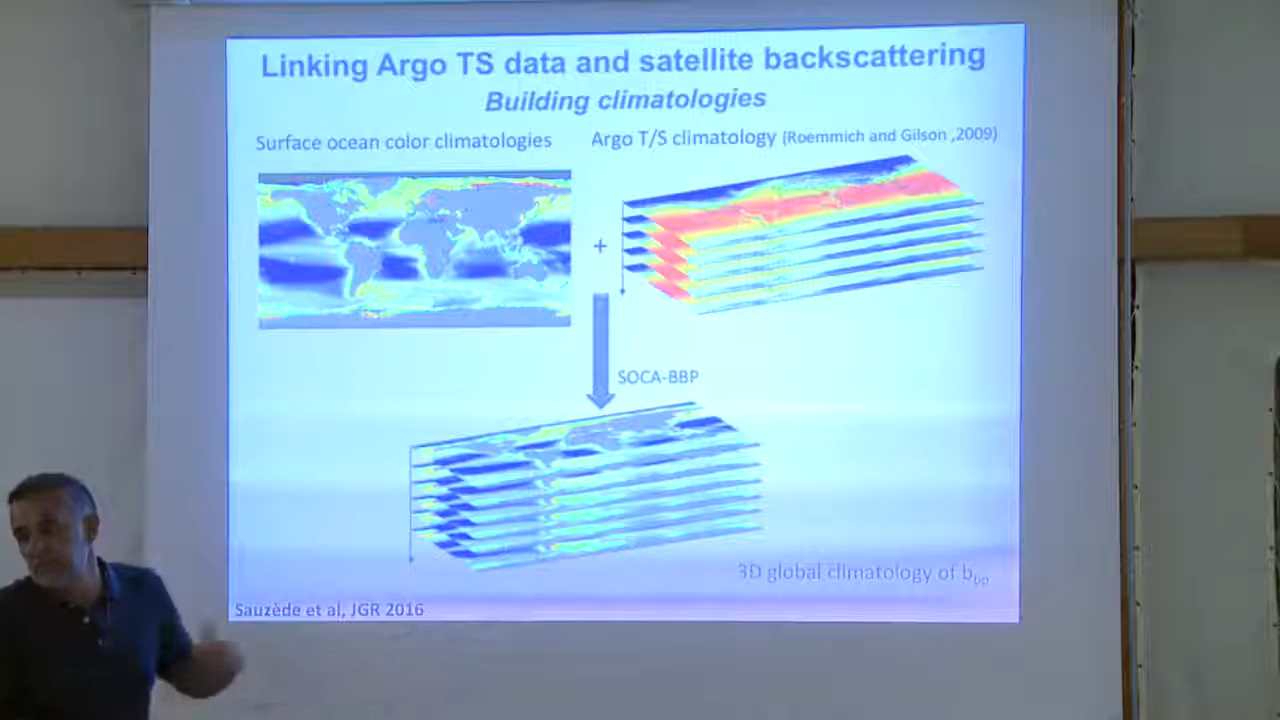 Linking Argo TS data and satellite backscattering
Building climatologies
Surface ocean color climatologies
Argo T/S climatology (Roemmich and Gilson ,2009)
+
SOCA-BBP
3D global climatology of bbp
Sauzède et al, JGR 2016